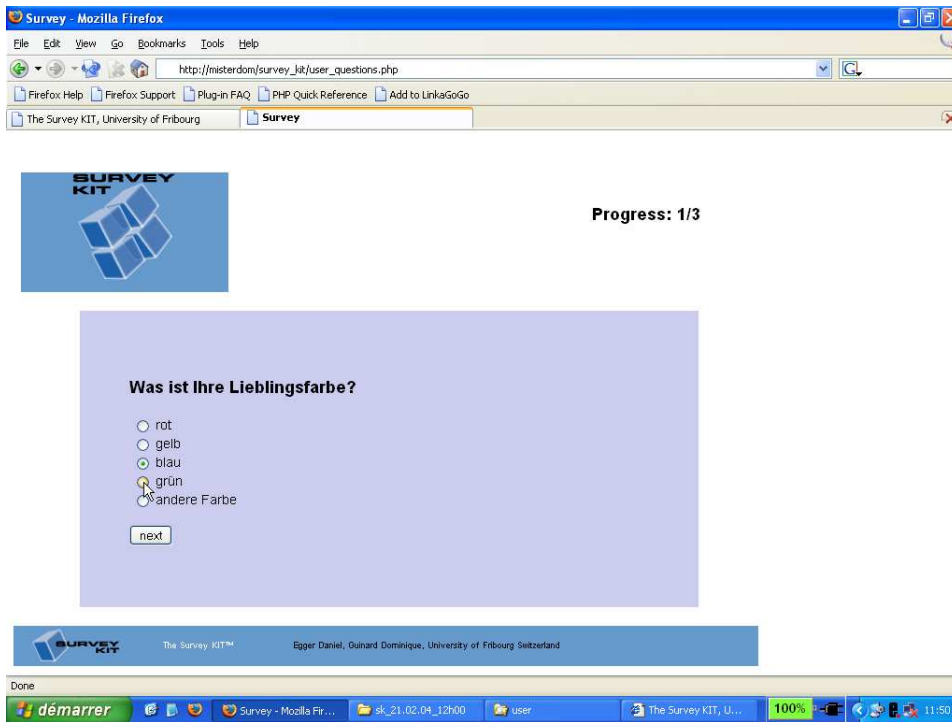 Survey - Mozilla Firefox
File Edit View Go Bookmarks Tools Help
http://misterdom/survey_kit/user_questions.php
G
Firefox Help Firefox Support Plug-in FAQ PHP Quick Reference Add to LinkaGoGo
The Survey KIT, University of Fribourg Survey
SURVEY
KIT
Progress: 1/3
Was ist Ihre Lieblingsfarbe?
rot
gelb
blau
grün
andere Farbe
next
SURVEY
KIT
The Survey KIT™ Egger Daniel, Guinard Dominique, University of Fribourg Switzerland
Done
démarrer Survey - Mozilla Fir... sk_21.02.04_12h00 user The Survey KIT, U... 100%